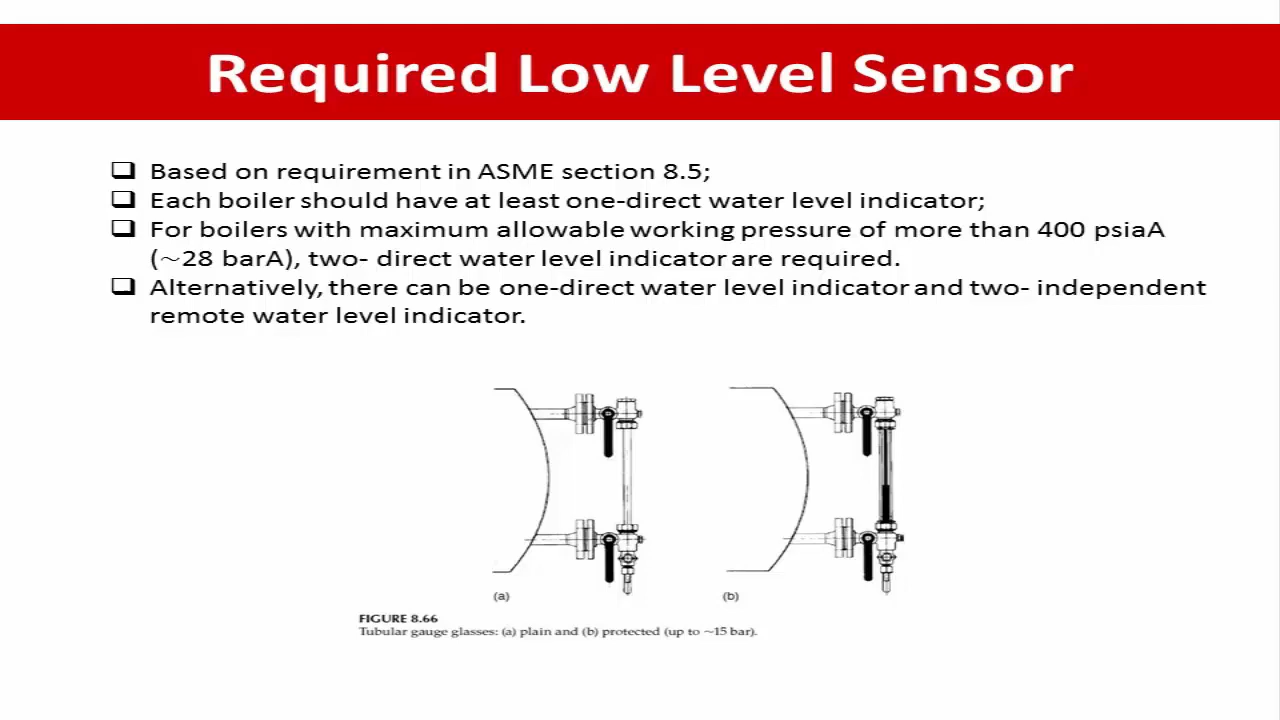 Required Low Level Sensor
Based on requirement in ASME section 8.5;
Each boiler should have at least one-direct water level indicator;
For boilers with maximum allowable working pressure of more than 400 psiaA
(~28 barA), two- direct water level indicator are required.
Alternatively, there can be one-direct water level indicator and two- independent
remote water level indicator.
(a)
(b)
FIGURE 8.66
Tubular gauge glasses: (a) plain and (b) protected (up to ~15 bar).